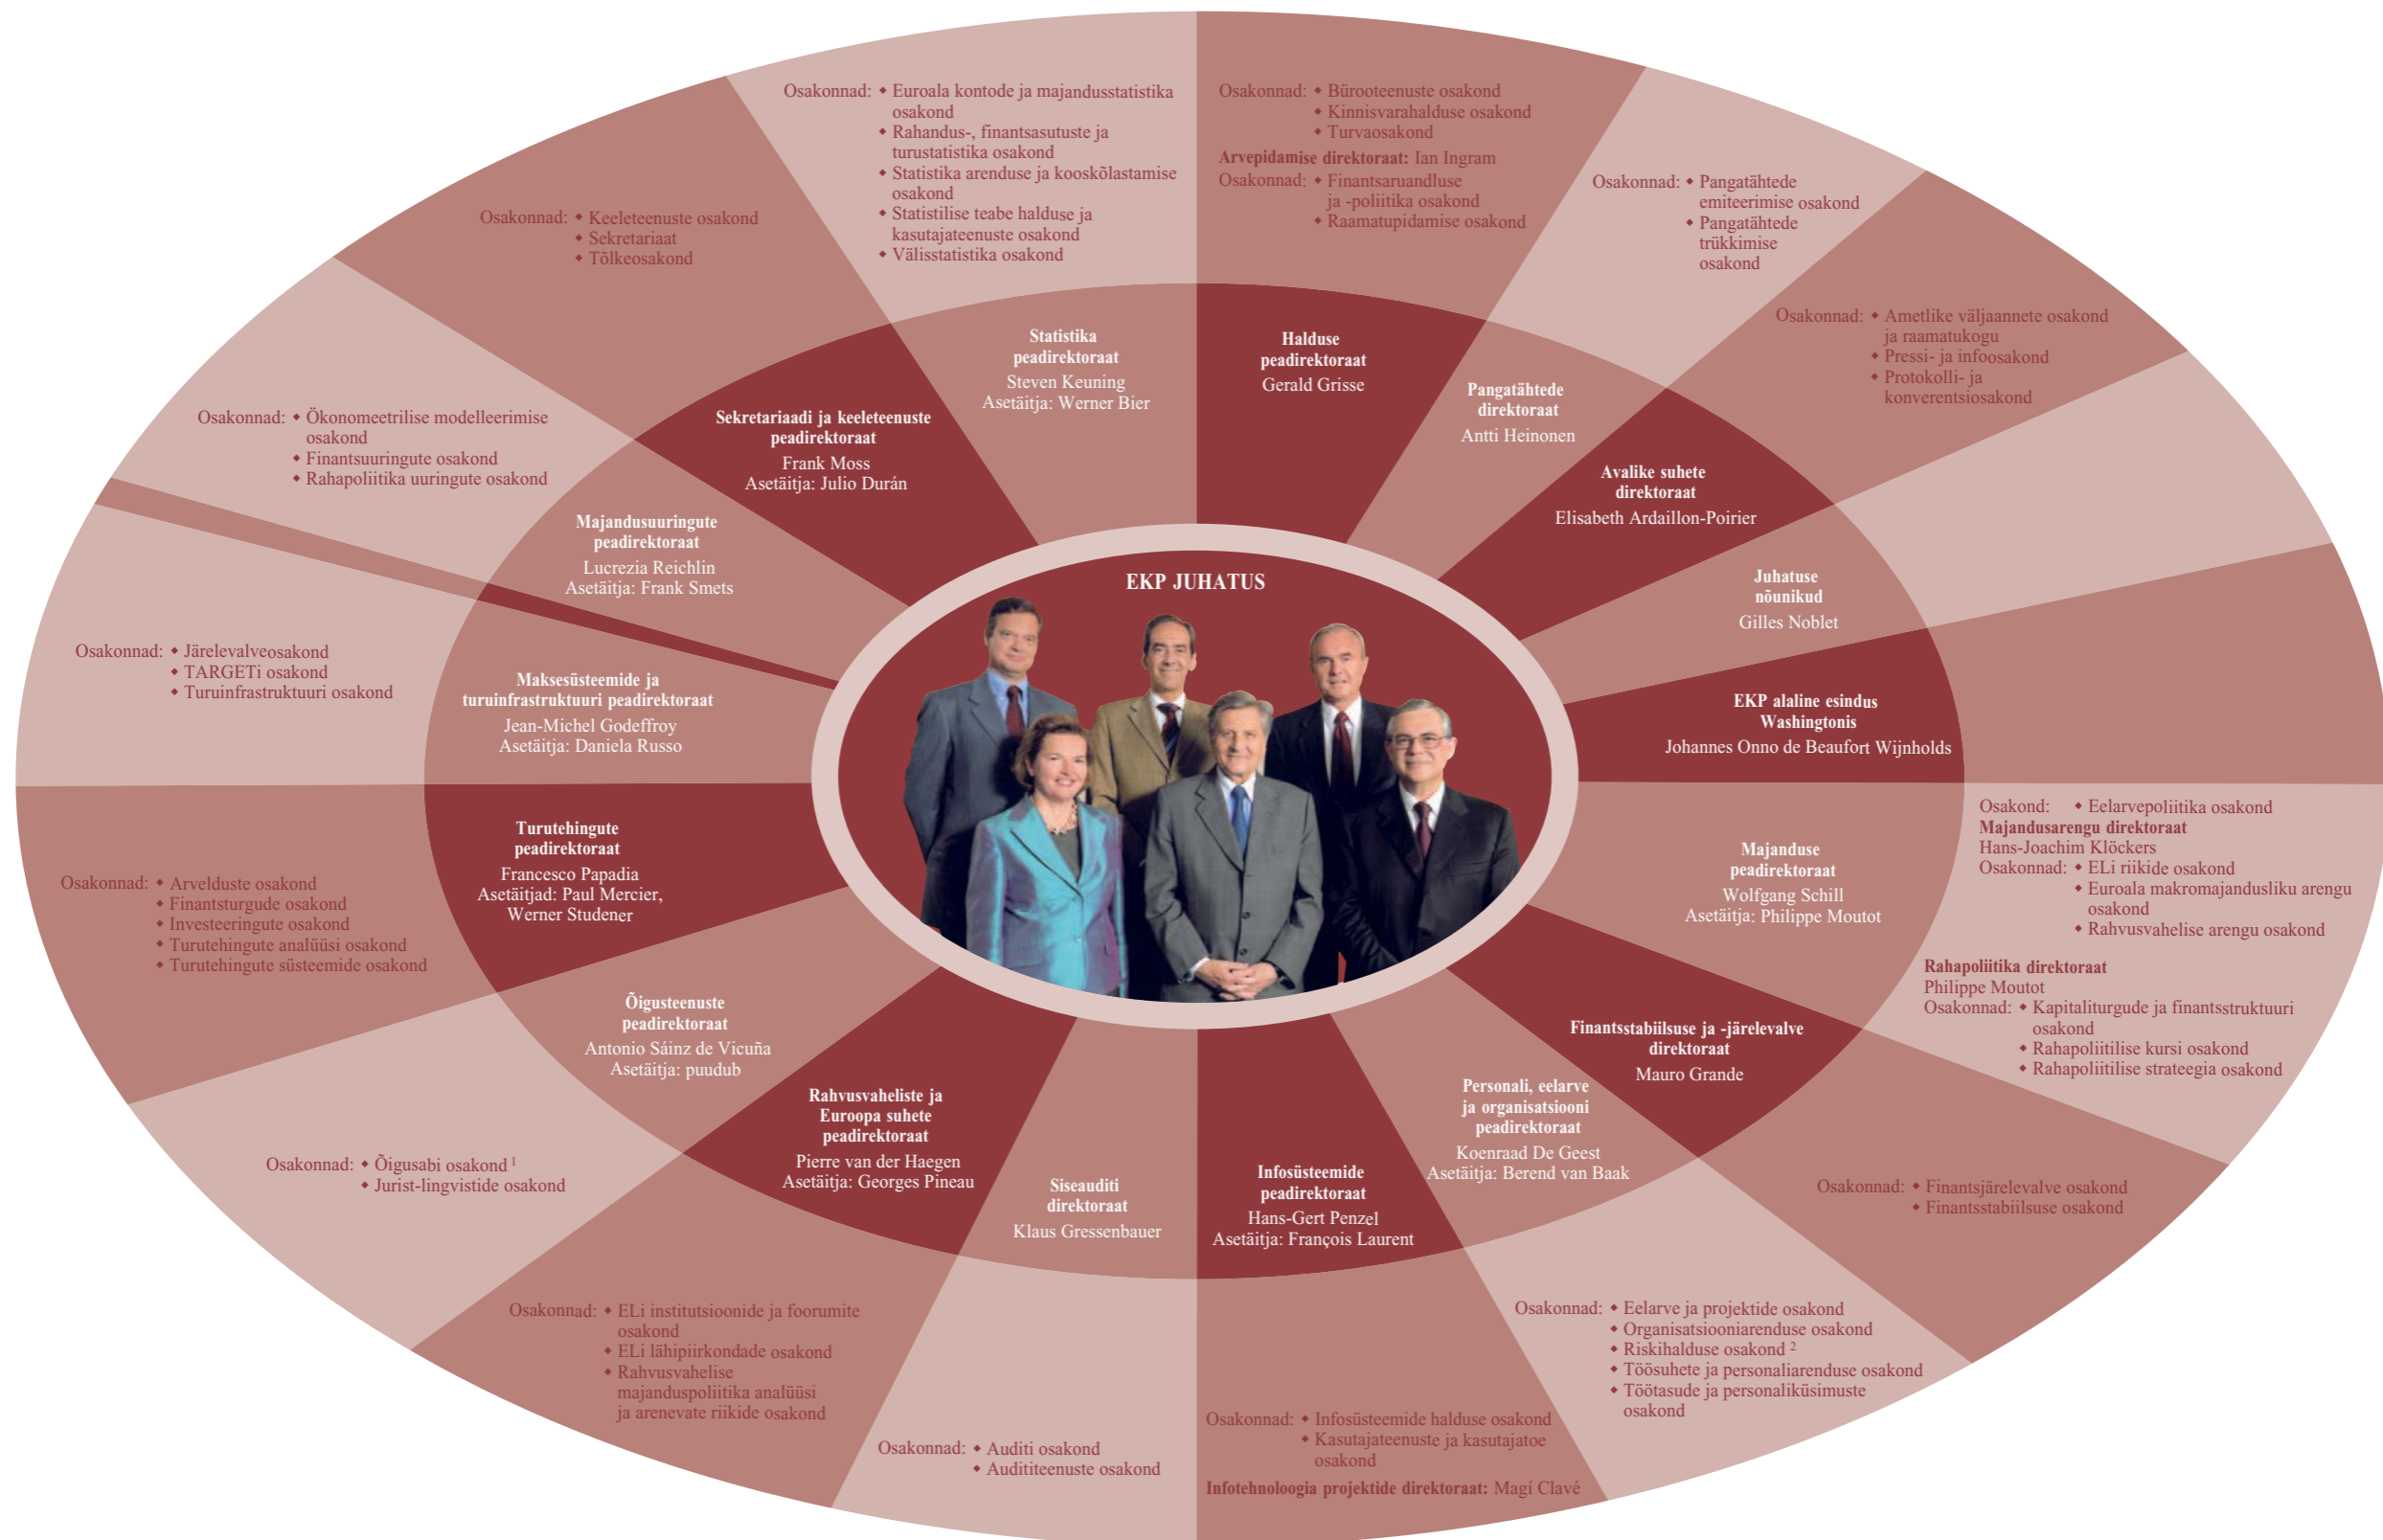 Osakonnad: ◆ Euroala kontode ja majandusstatistika
osakond
◆ Rahandus-, finantsasutuste ja
turustatistika osakond
◆ Statistika arenduse ja kooskõlastamise
osakond
◆ Statistilise teabe halduse ja
kasutajateenuste osakond
◆ Välisstatistika osakond
Osakonnad: ◆ Bürooteenuste osakond
◆ Kinnisvarahalduse osakond
◆ Turvaosakond
Arvepidamise direktoraat: Ian Ingram
Osakonnad: ◆ Finantsaruandluse
ja -poliitika osakond
◆ Raamatupidamise osakond
Osakonnad: ◆ Pangatähtede
emiteerimise osakond
◆ Pangatähtede
trükkimise
osakond
Osakonnad: ◆ Keeleteenuste osakond
◆ Sekretariaat
◆ Tõlkeosakond
Osakonnad: ◆ Ametlike väljaannete osakond
ja raamatukogu
◆ Pressi- ja infoosakond
◆ Protokolli- ja
konverentsiosakond
Statistika
peadirektoraat
Steven Keuning
Asetäitja: Werner Bier
Halduse
peadirektoraat
Gerald Grisse
Pangatähtede
direktoraat
Antti Heinonen
Sekretariaadi ja keeleteenuste
peadirektoraat
Frank Moss
Asetäitja: Julio Durán
Avalike suhete
direktoraat
Elisabeth Ardaillon-Poirier
Osakonnad: ◆ Ökonomeetrilise modelleerimise
osakond
◆ Finantsuuringute osakond
◆ Rahapoliitika uuringute osakond
Majandusuuringute
peadirektoraat
Lucrezia Reichlin
Asetäitja: Frank Smets
EKP JUHATUS
Juhatuse
nõunikud
Gilles Noblet
Osakonnad: ◆ Järelevalveosakond
◆ TARGETi osakond
◆ Turuinfrastruktuuri osakond
Maksesüsteemide ja
turuinfrastruktuuri peadirektoraat
Jean-Michel Godeffroy
Asetäitja: Daniela Russo
EKP alaline esindus
Washingtonis
Johannes Onno de Beaufort Wijnholds
Osakonnad: ◆ Arvelduste osakond
◆ Finantsturgude osakond
◆ Investeeringute osakond
◆ Turutehingute analüüsi osakond
◆ Turutehingute süsteemide osakond
Turutehingute
peadirektoraat
Francesco Papadia
Asetäitjad: Paul Mercier,
Werner Studener
Majanduse
peadirektoraat
Wolfgang Schill
Asetäitja: Philippe Moutot
Osakond: ◆ Eelarvepoliitika osakond
Majandusarengu direktoraat
Hans-Joachim Klöckers
Osakonnad: ◆ ELi riikide osakond
◆ Euroala makromajandusliku arengu
osakond
◆ Rahvusvahelise arengu osakond
Rahapoliitika direktoraat
Philippe Moutot
Osakonnad: ◆ Kapitaliturgude ja finantsstruktuuri
osakond
◆ Rahapoliitilise kursi osakond
◆ Rahapoliitilise strateegia osakond
Õigusteenuste
peadirektoraat
Antonio Sáinz de Vicuña
Asetäitja: puudub
Finantsstabiilsuse ja -järelevalve
direktoraat
Mauro Grande
Rahvusvaheliste ja
Euroopa suhete
peadirektoraat
Pierre van der Haegen
Asetäitja: Georges Pineau
Personali, eelarve
ja organisatsiooni
peadirektoraat
Koenraad De Geest
Asetäitja: Berend van Baak
Siseauditi
direktoraat
Klaus Gressenbauer
Infosüsteemide
peadirektoraat
Hans-Gert Penzel
Asetäitja: François Laurent
Osakonnad: ◆ Õigusabi osakond ¹
◆ Jurist-lingvistide osakond
Osakonnad: ◆ Finantsjärelevalve osakond
◆ Finantsstabiilsuse osakond
Osakonnad: ◆ ELi institutsioonide ja foorumite
osakond
◆ ELi lähipiirkondade osakond
◆ Rahvusvahelise
majanduspoliitika analüüsi
ja arenevate riikide osakond
Osakonnad: ◆ Eelarve ja projektide osakond
◆ Organisatsiooniarenduse osakond
◆ Riskihalduse osakond ²
◆ Töösuhete ja personaliarenduse osakond
◆ Töötasude ja personaliküsimuste
osakond
Osakonnad: ◆ Auditi osakond
◆ Audititeenuste osakond
Osakonnad: ◆ Infosüsteemide halduse osakond
◆ Kasutajateenuste ja kasutajatoe
osakond
Infotehnoloogia projektide direktoraat: Magí Clavé